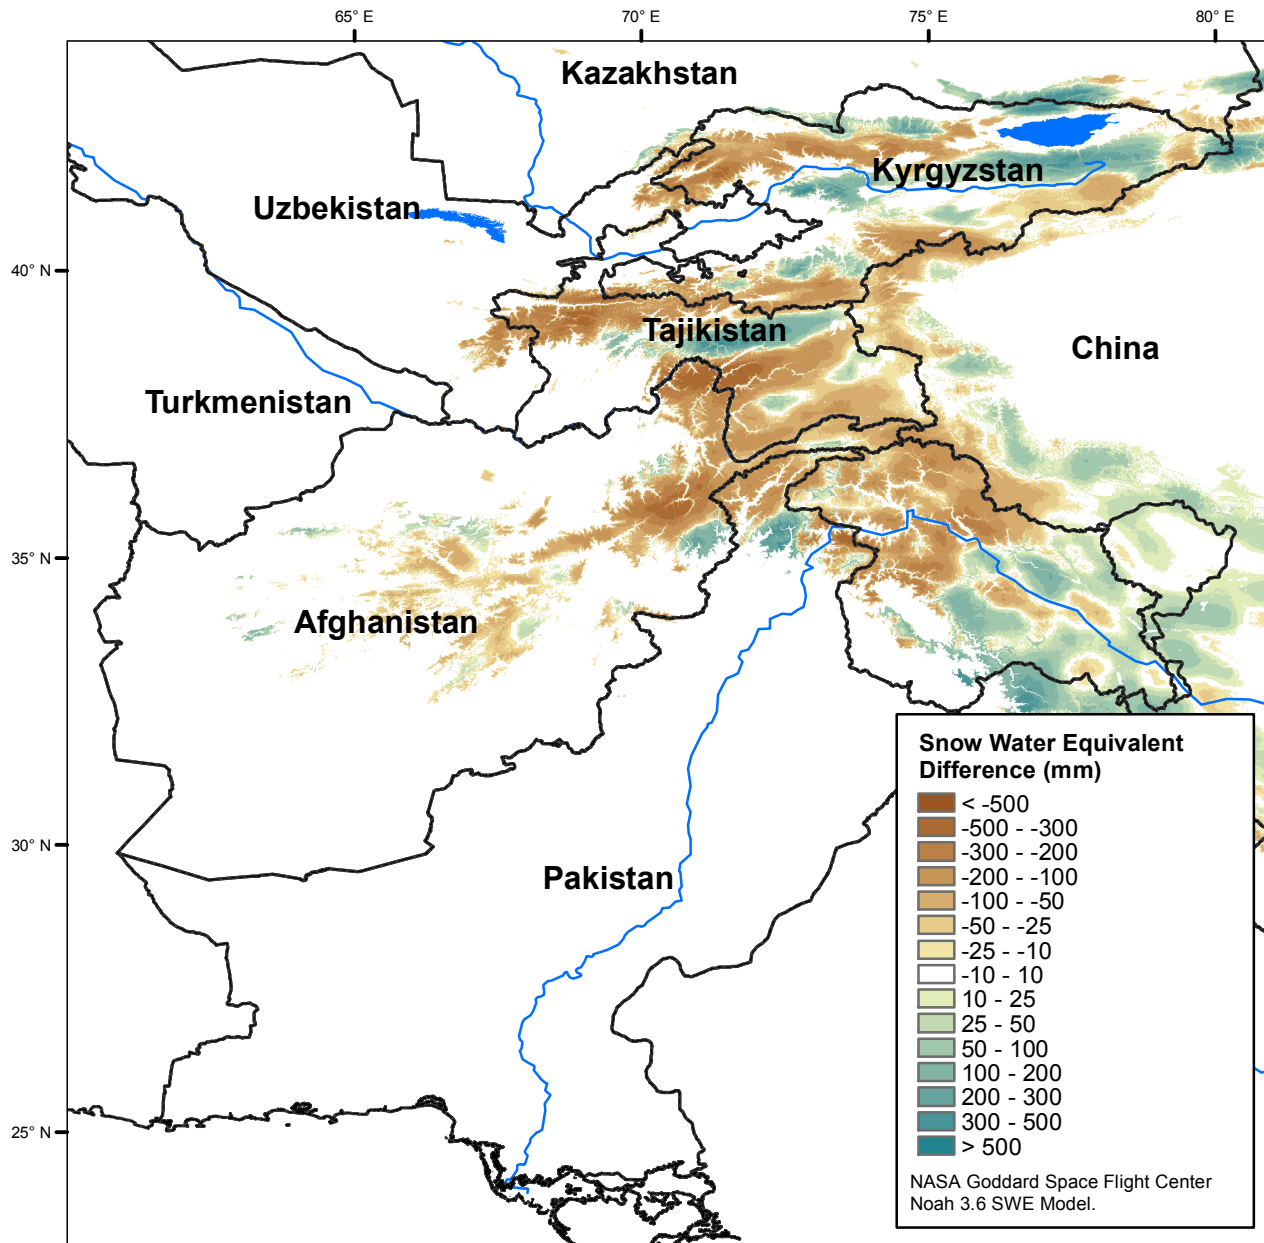 65° E
70° E
75° E
80° E
Kazakhstan
Kyrgyzstan
Uzbekistan
40° N
Tajikistan
China
Turkmenistan
35° N
Afghanistan
30° N
Pakistan
25° N
Snow Water Equivalent
Difference (mm)
< -500
-500 - -300
-300 - -200
-200 - -100
-100 - -50
-50 - -25
-25 - -10
-10 - 10
10 - 25
25 - 50
50 - 100
100 - 200
200 - 300
300 - 500
> 500
NASA Goddard Space Flight Center
Noah 3.6 SWE Model.